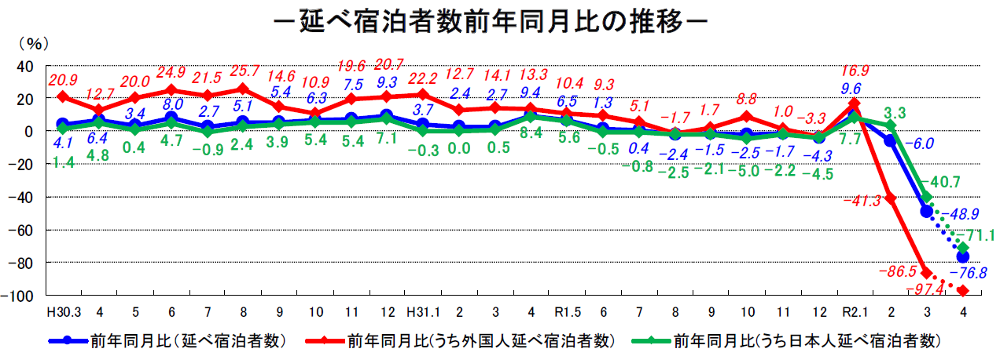 －延べ宿泊者数前年同月比の推移－
(%)
40
20
0
−20
−40
−60
−80
−100
20.9 12.7 20.0 24.9 21.5 25.7 14.6 10.9 19.6 20.7 22.2 12.7 14.1 13.3 10.4 9.3 5.1 −1.7 1.7 8.8 1.0 −3.3 16.9 −41.3 −86.5 −97.4
4.1 6.4 3.4 8.0 2.7 5.1 5.4 6.3 7.5 9.3 3.7 2.4 2.7 9.4 6.5 1.3 0.4 −2.4 −1.5 −2.5 −1.7 −4.3 9.6 −6.0 −48.9 −76.8
1.4 4.8 0.4 4.7 −0.9 2.4 3.9 5.4 5.4 7.1 −0.3 0.0 0.5 8.4 5.6 −0.5 −0.8 −2.5 −2.1 −5.0 −2.2 −4.5 7.7 3.3 −40.7 −71.1
H30.3 4 5 6 7 8 9 10 11 12 H31.1 2 3 4 R1.5 6 7 8 9 10 11 12 R2.1 2 3 4
前年同月比（延べ宿泊者数） 前年同月比(うち外国人延べ宿泊者数) 前年同月比(うち日本人延べ宿泊者数)